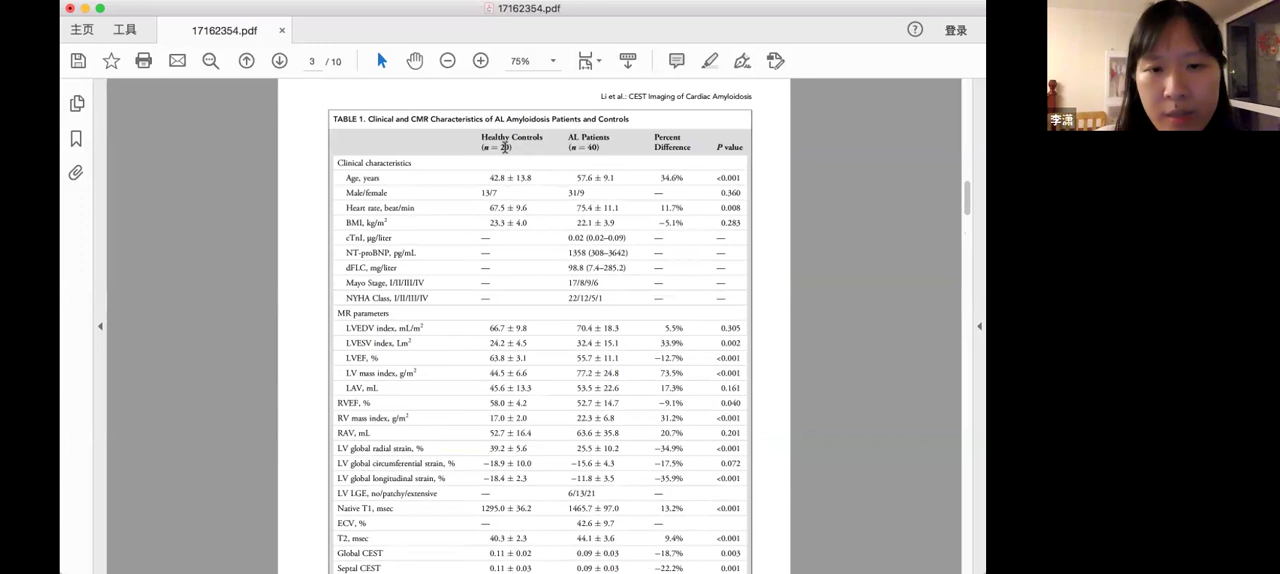 17162354.pdf
主页 工具 17162354.pdf × 登录
3 / 10 75%
李潇
Li et al.: CEST Imaging of Cardiac Amyloidosis
TABLE 1. Clinical and CMR Characteristics of AL Amyloidosis Patients and Controls
Healthy Controls (n = 20) AL Patients (n = 40) Percent Difference P value
Clinical characteristics
Age, years 42.8 ± 13.8 57.6 ± 9.1 34.6% <0.001
Male/female 13/7 31/9 — 0.360
Heart rate, beat/min 67.5 ± 9.6 75.4 ± 11.1 11.7% 0.008
BMI, kg/m2 23.3 ± 4.0 22.1 ± 3.9 −5.1% 0.283
cTnI, μg/liter — 0.02 (0.02–0.09) — —
NT-proBNP, pg/mL — 1358 (308–3642) — —
dFLC, mg/liter — 98.8 (7.4–285.2) — —
Mayo Stage, I/II/III/IV — 17/8/9/6 — —
NYHA Class, I/II/III/IV — 22/12/5/1 — —
MR parameters
LVEDV index, mL/m2 66.7 ± 9.8 70.4 ± 18.3 5.5% 0.305
LVESV index, Lm2 24.2 ± 4.5 32.4 ± 15.1 33.9% 0.002
LVEF, % 63.8 ± 3.1 55.7 ± 11.1 −12.7% <0.001
LV mass index, g/m2 44.5 ± 6.6 77.2 ± 24.8 73.5% <0.001
LAV, mL 45.6 ± 13.3 53.5 ± 22.6 17.3% 0.161
RVEF, % 58.0 ± 4.2 52.7 ± 14.7 −9.1% 0.040
RV mass index, g/m2 17.0 ± 2.0 22.3 ± 6.8 31.2% <0.001
RAV, mL 52.7 ± 16.4 63.6 ± 35.8 20.7% 0.201
LV global radial strain, % 39.2 ± 5.6 25.5 ± 10.2 −34.9% <0.001
LV global circumferential strain, % −18.9 ± 10.0 −15.6 ± 4.3 −17.5% 0.072
LV global longitudinal strain, % −18.4 ± 2.3 −11.8 ± 3.5 −35.9% <0.001
LV LGE, no/patchy/extensive — 6/13/21 —
Native T1, msec 1295.0 ± 36.2 1465.7 ± 97.0 13.2% <0.001
ECV, % — 42.6 ± 9.7 — —
T2, msec 40.3 ± 2.3 44.1 ± 3.6 9.4% <0.001
Global CEST 0.11 ± 0.02 0.09 ± 0.03 −18.7% 0.003
Septal CEST 0.11 ± 0.03 0.09 ± 0.03 −22.2% 0.001